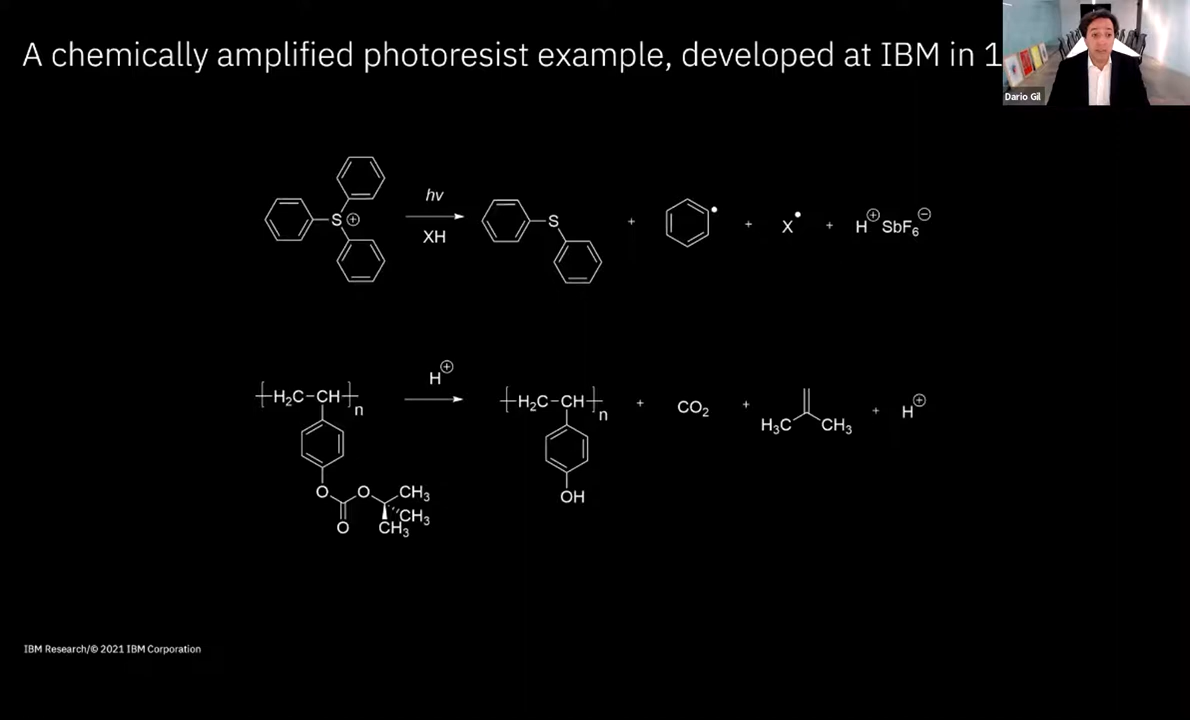 A chemically amplified photoresist example, developed at IBM in 1
Dario Gil
S⊕
hv
XH
S
+
•
+
X•
+
H⊕ SbF₆⊖
H₂C-CH
n
H⊕
H₂C-CH
n
+
CO₂
+
H₃C
CH₃
+
H⊕
O
O
CH₃
CH₃
O
CH₃
OH
IBM Research/© 2021 IBM Corporation